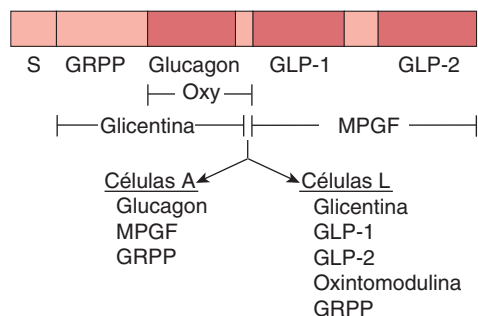 S GRPP Glucagon GLP-1 GLP-2
Oxy
Glicentina MPGF
Células A Células L
Glucagon Glicentina
MPGF GLP-1
GRPP GLP-2
Oxintomodulina
GRPP